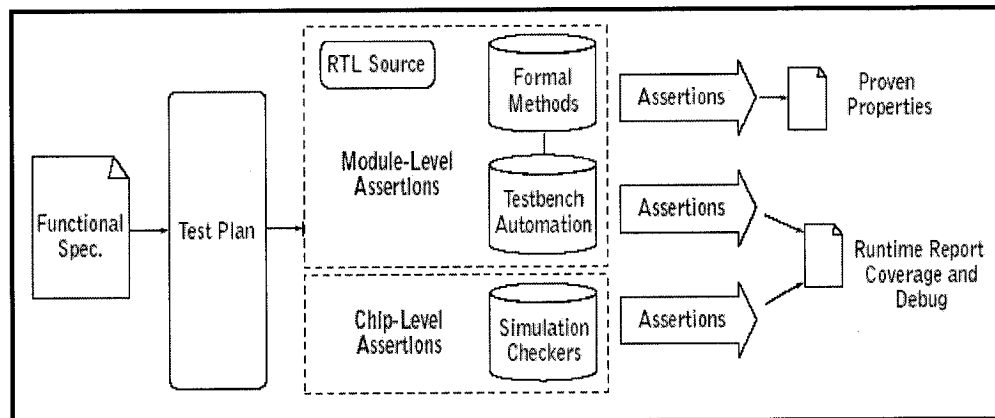 Functional
Spec.
Test Plan
RTL Source
Module-Level
Assertions
Formal
Methods
Testbench
Automation
Chip-Level
Assertions
Simulation
Checkers
Assertions
Assertions
Assertions
Proven
Properties
Runtime Report
Coverage and
Debug